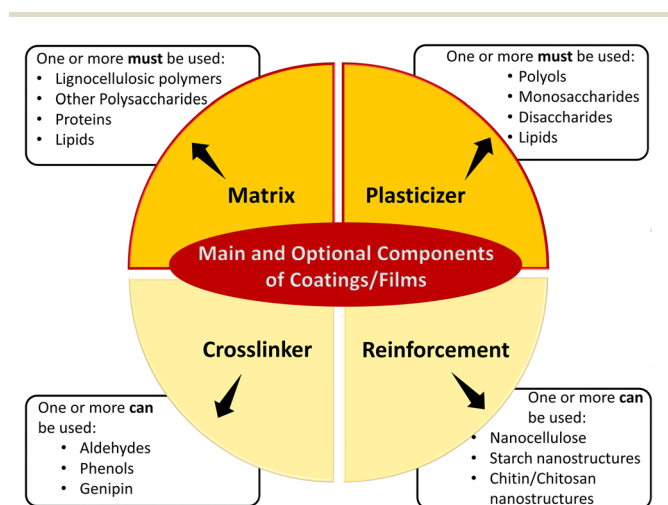 One or more must be used:
• Lignocellulosic polymers
• Other Polysaccharides
• Proteins
• Lipids
One or more must be used:
• Polyols
• Monosaccharides
• Disaccharides
• Lipids
Matrix
Plasticizer
Main and Optional Components
of Coatings/Films
Crosslinker
Reinforcement
One or more can
be used:
• Aldehydes
• Phenols
• Genipin
One or more can
be used:
• Nanocellulose
• Starch nanostructures
• Chitin/Chitosan
nanostructures